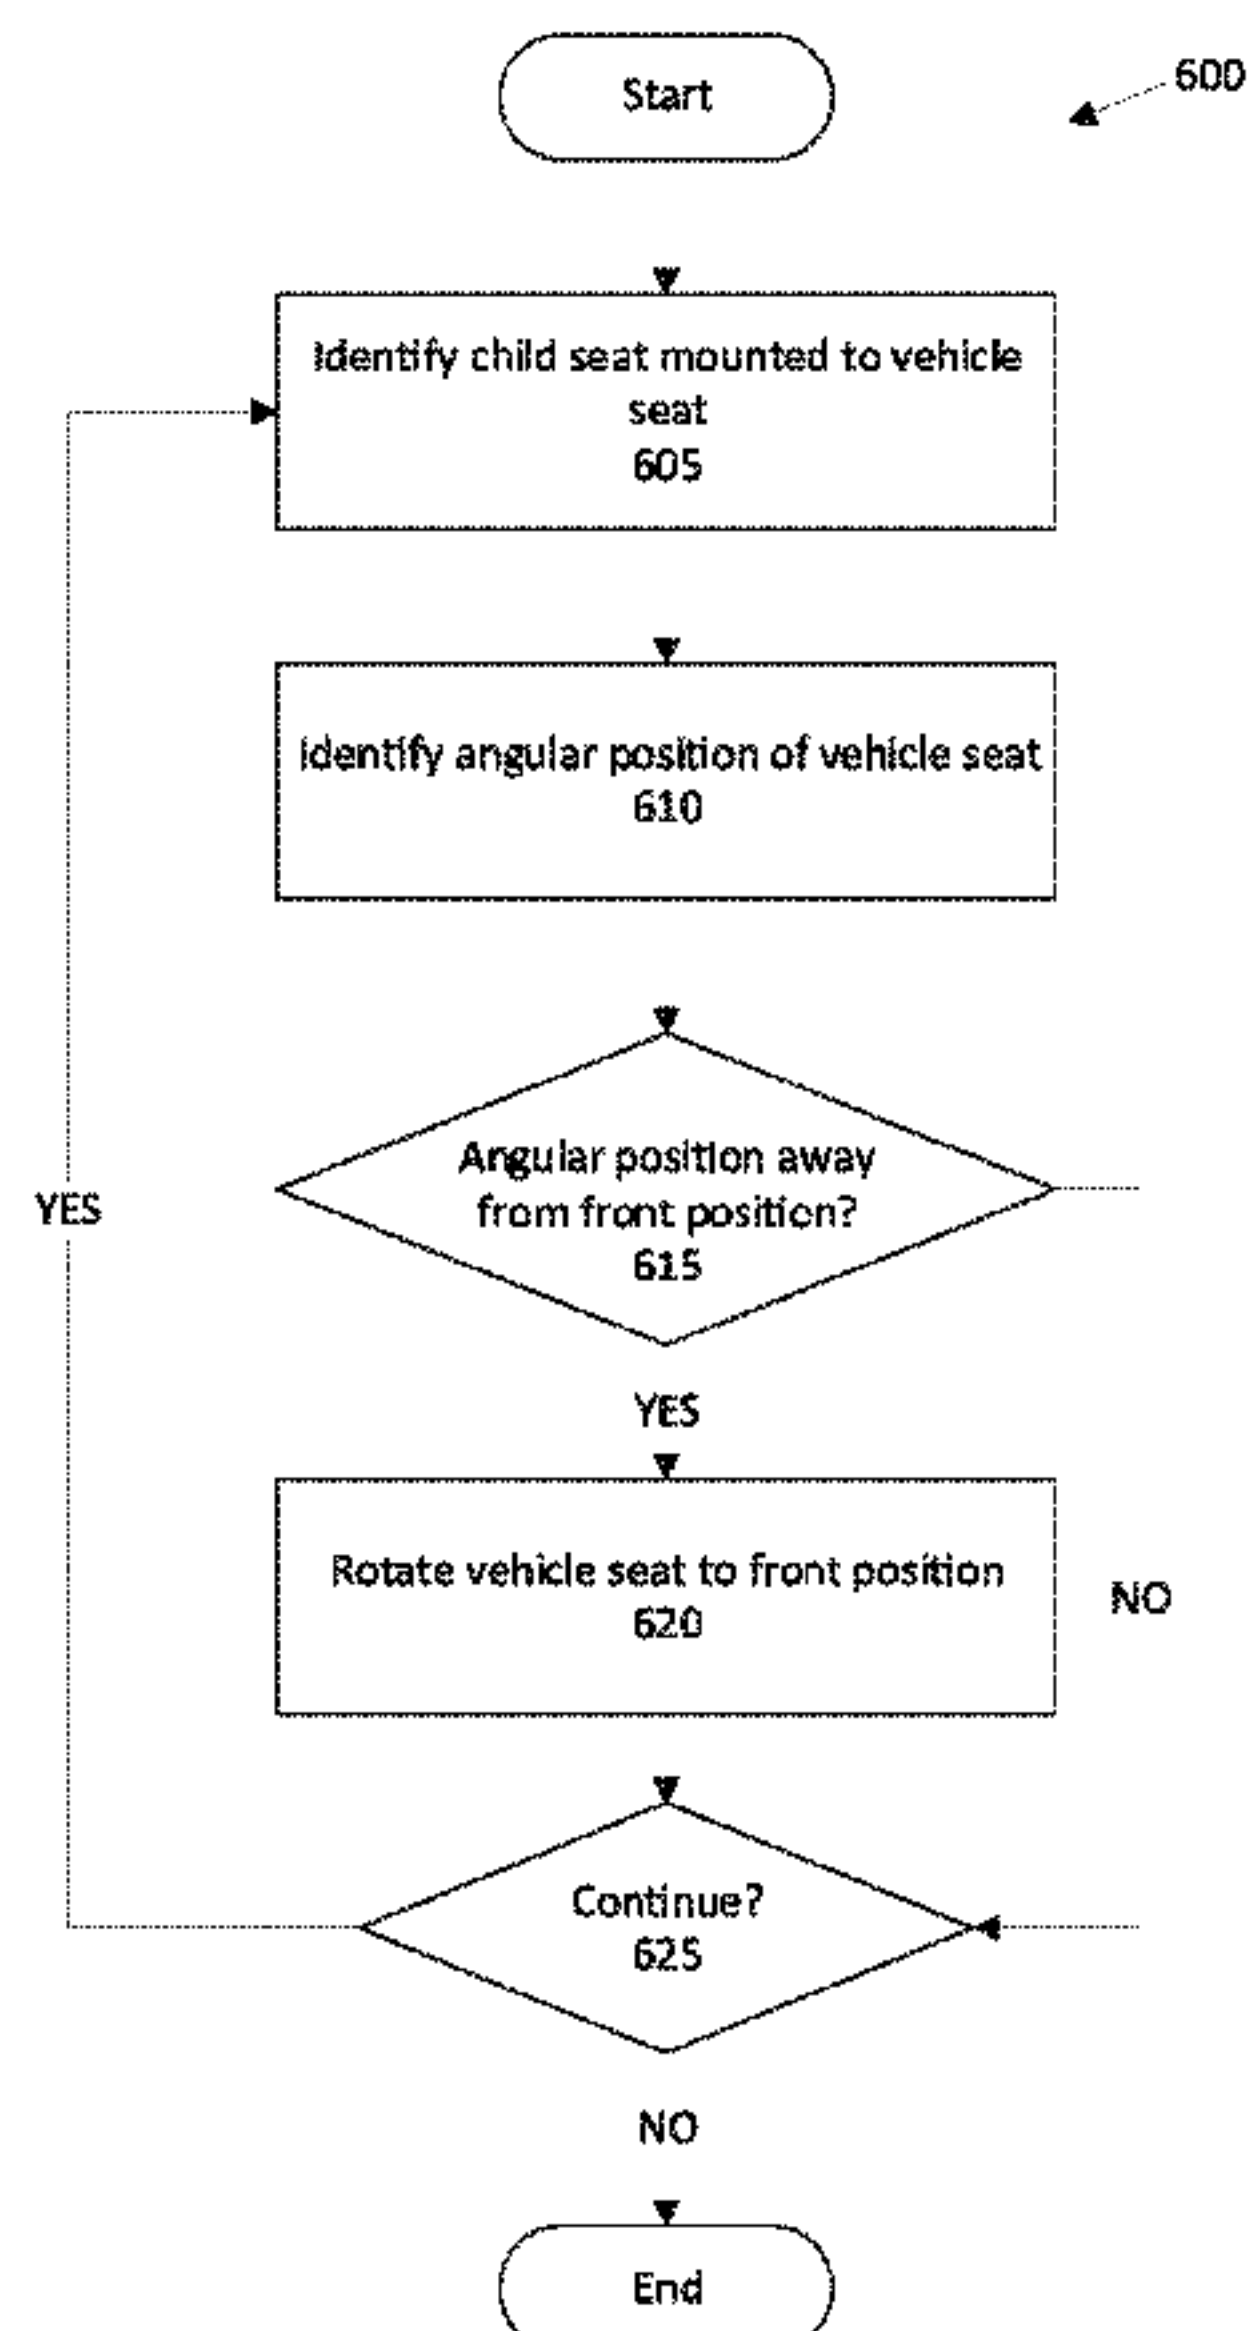 Start
600
Identify child seat mounted to vehicle
seat
605
Identify angular position of vehicle seat
610
Angular position away
from front position?
615
YES
YES
Rotate vehicle seat to front position
620
NO
Continue?
625
NO
End